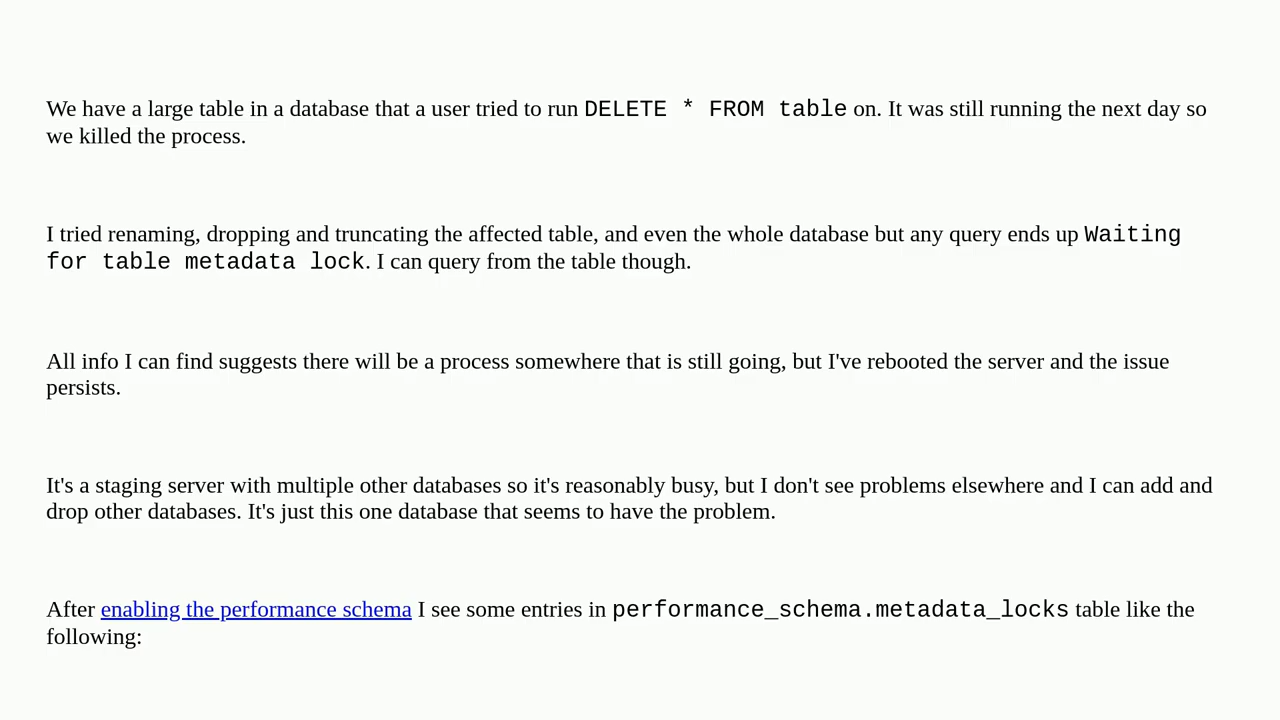 We have a large table in a database that a user tried to run DELETE * FROM table on. It was still running the next day so
we killed the process.
I tried renaming, dropping and truncating the affected table, and even the whole database but any query ends up Waiting
for table metadata lock. I can query from the table though.
All info I can find suggests there will be a process somewhere that is still going, but I've rebooted the server and the issue
persists.
It's a staging server with multiple other databases so it's reasonably busy, but I don't see problems elsewhere and I can add and
drop other databases. It's just this one database that seems to have the problem.
After enabling the performance schema I see some entries in performance_schema.metadata_locks table like the
following: